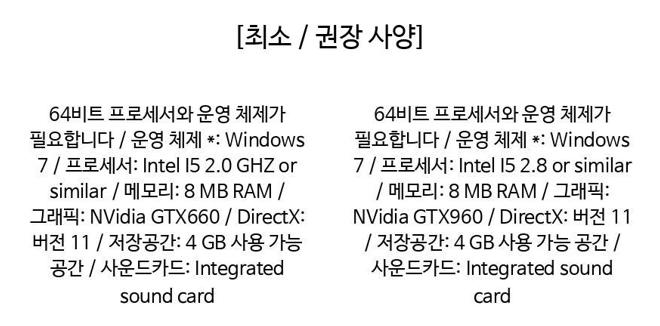 [최소 / 권장 사양]
64비트 프로세서와 운영 체제가
필요합니다 / 운영 체제 *: Windows
7 / 프로세서: Intel I5 2.0 GHZ or
similar / 메모리: 8 MB RAM /
그래픽: NVidia GTX660 / DirectX:
버전 11 / 저장공간: 4 GB 사용 가능
공간 / 사운드카드: Integrated
sound card
64비트 프로세서와 운영 체제가
필요합니다 / 운영 체제 *: Windows
7 / 프로세서: Intel I5 2.8 or similar
/ 메모리: 8 MB RAM / 그래픽:
NVidia GTX960 / DirectX: 버전 11
/ 저장공간: 4 GB 사용 가능 공간 /
사운드카드: Integrated sound
card